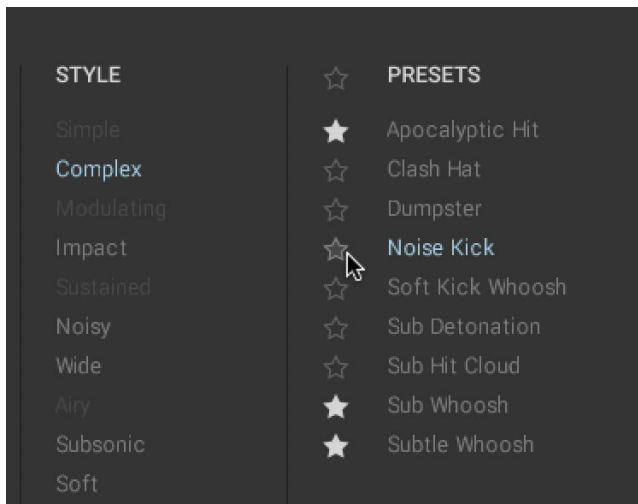 STYLE
Simple
Complex
Modulating
Impact
Sustained
Noisy
Wide
Airy
Subsonic
Soft
PRESETS
Apocalyptic Hit
Clash Hat
Dumpster
Noise Kick
Soft Kick Whoosh
Sub Detonation
Sub Hit Cloud
Sub Whoosh
Subtle Whoosh